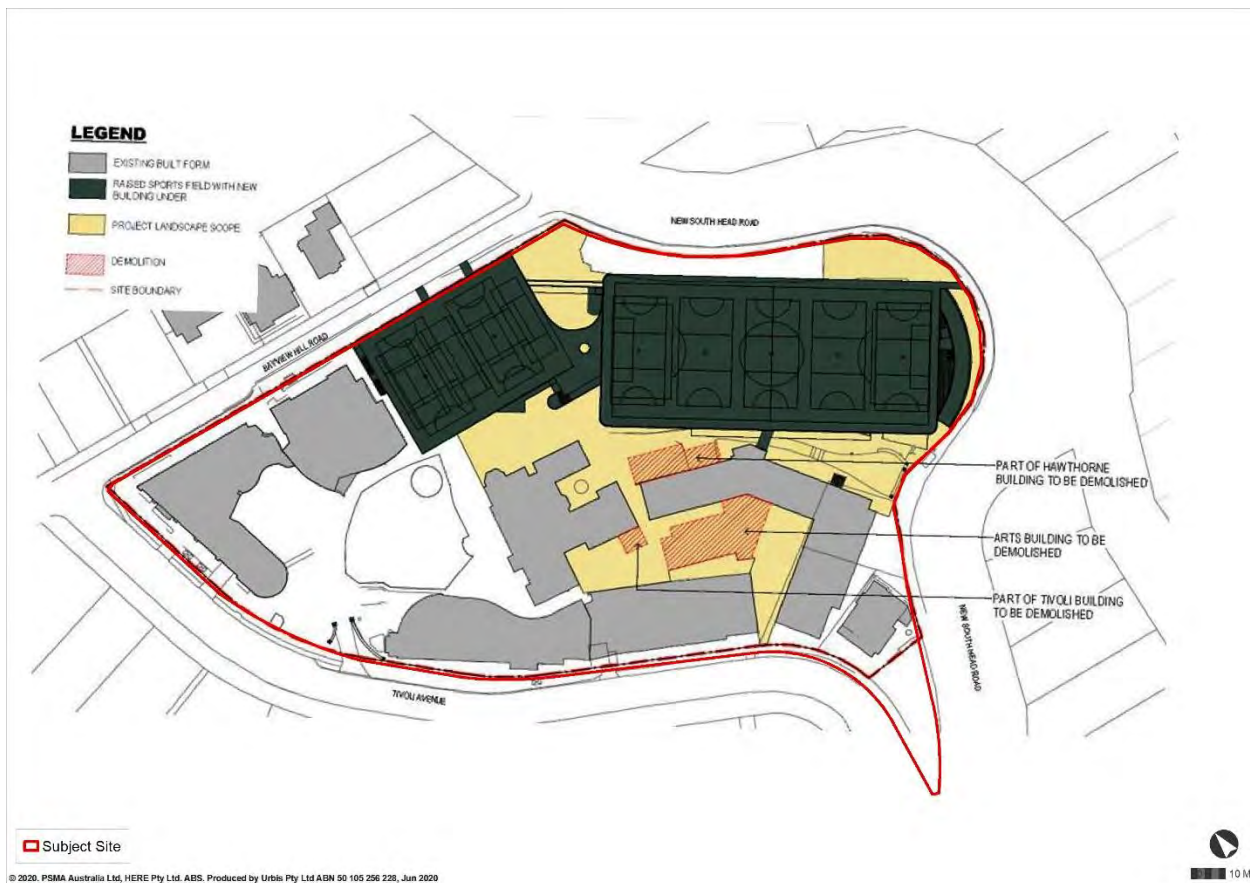 LEGEND
EXISTING BUILT FORM
RAISED SPORTS FIELD WITH NEW
BUILDING UNDER
PROJECT LANDSCAPE SCOPE
DEMOLITION
SITE BOUNDARY
NEW SOUTH HEAD ROAD
BAYVIEW HILL ROAD
PART OF HAWTHORNE
BUILDING TO BE DEMOLISHED
ARTS BUILDING TO BE
DEMOLISHED
PART OF TIVOLI BUILDING
TO BE DEMOLISHED
NEW SOUTH HEAD ROAD
TIVOLI AVENUE
Subject Site
10 M
© 2020. PSMA Australia Ltd, HERE Pty Ltd. ABS. Produced by Urbis Pty Ltd ABN 50 105 256 228, Jun 2020